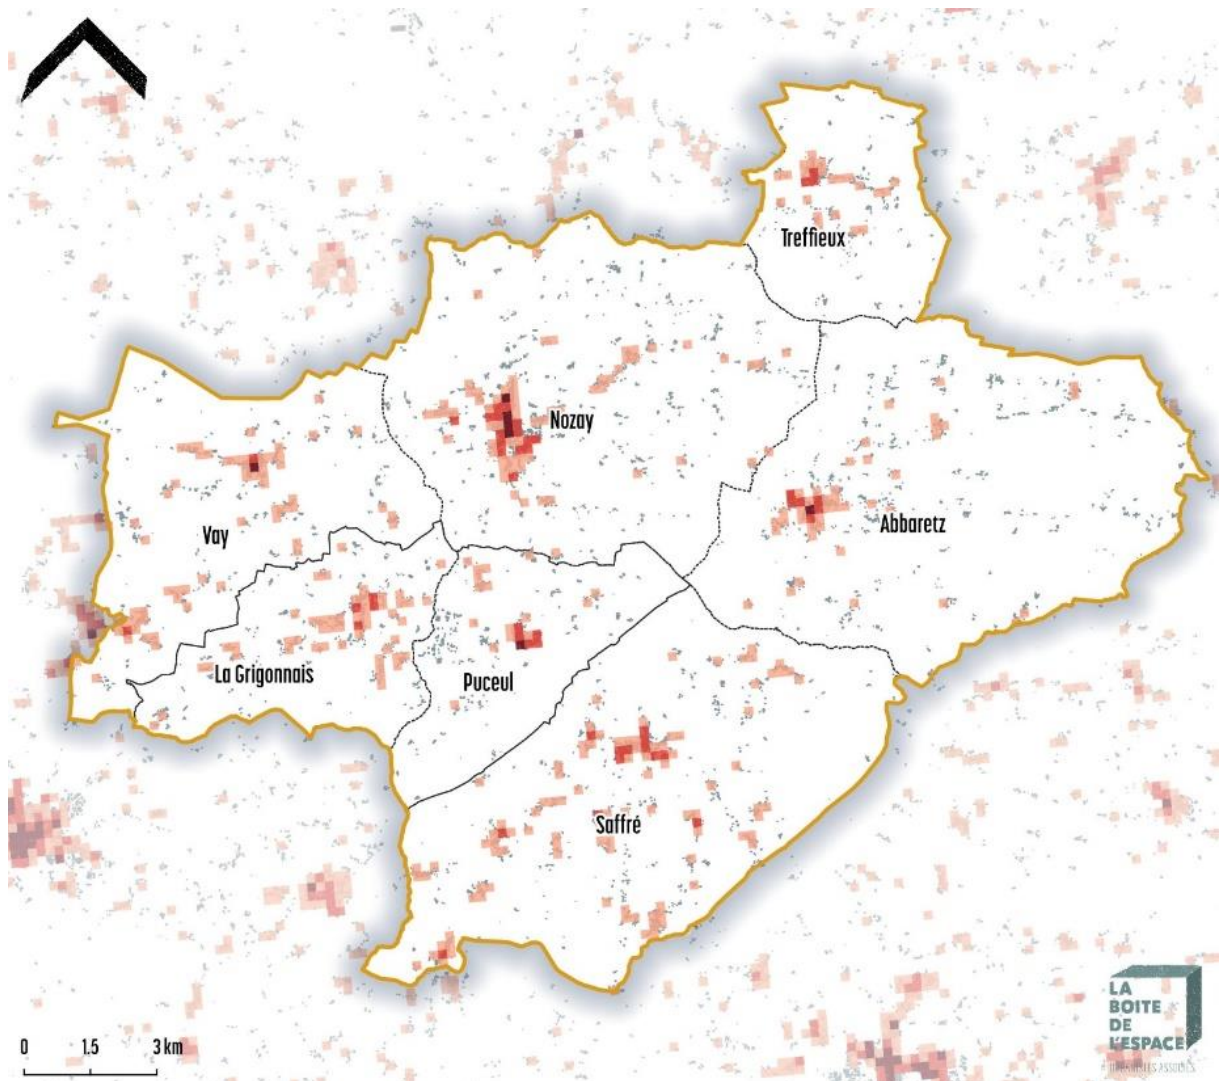 Treffieux
Nozay
Abbaretz
Vay
La Grigonnais
Puceul
Saffré
0 1.5 3 km
LA
BOITE
DE
L'ESPACE